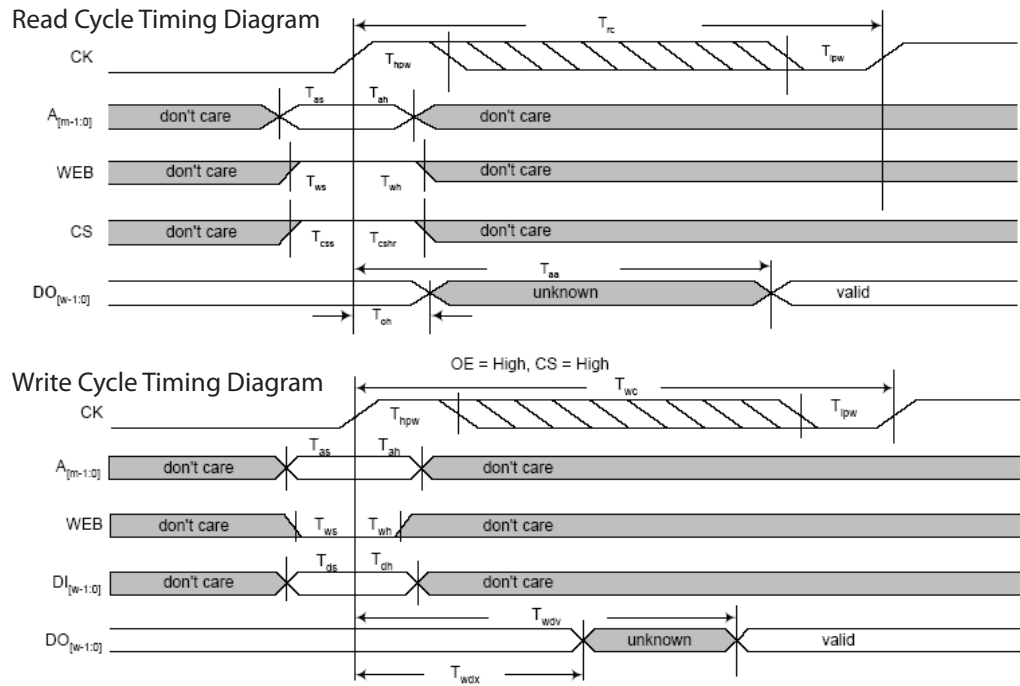 Read Cycle Timing Diagram
T_rc
CK
T_hpw
T_lpw
T_as
T_ah
A_[m-1:0]
don't care
don't care
WEB
don't care
don't care
T_ws
T_wh
CS
don't care
don't care
T_css
T_cshr
T_aa
DO_[w-1:0]
unknown
valid
T_oh
OE = High, CS = High
Write Cycle Timing Diagram
T_wc
CK
T_hpw
T_lpw
T_as
T_ah
A_[m-1:0]
don't care
don't care
WEB
don't care
T_ws
T_wh
don't care
T_ds
T_dh
DI_[w-1:0]
don't care
don't care
T_wdv
DO_[w-1:0]
unknown
valid
T_wdx